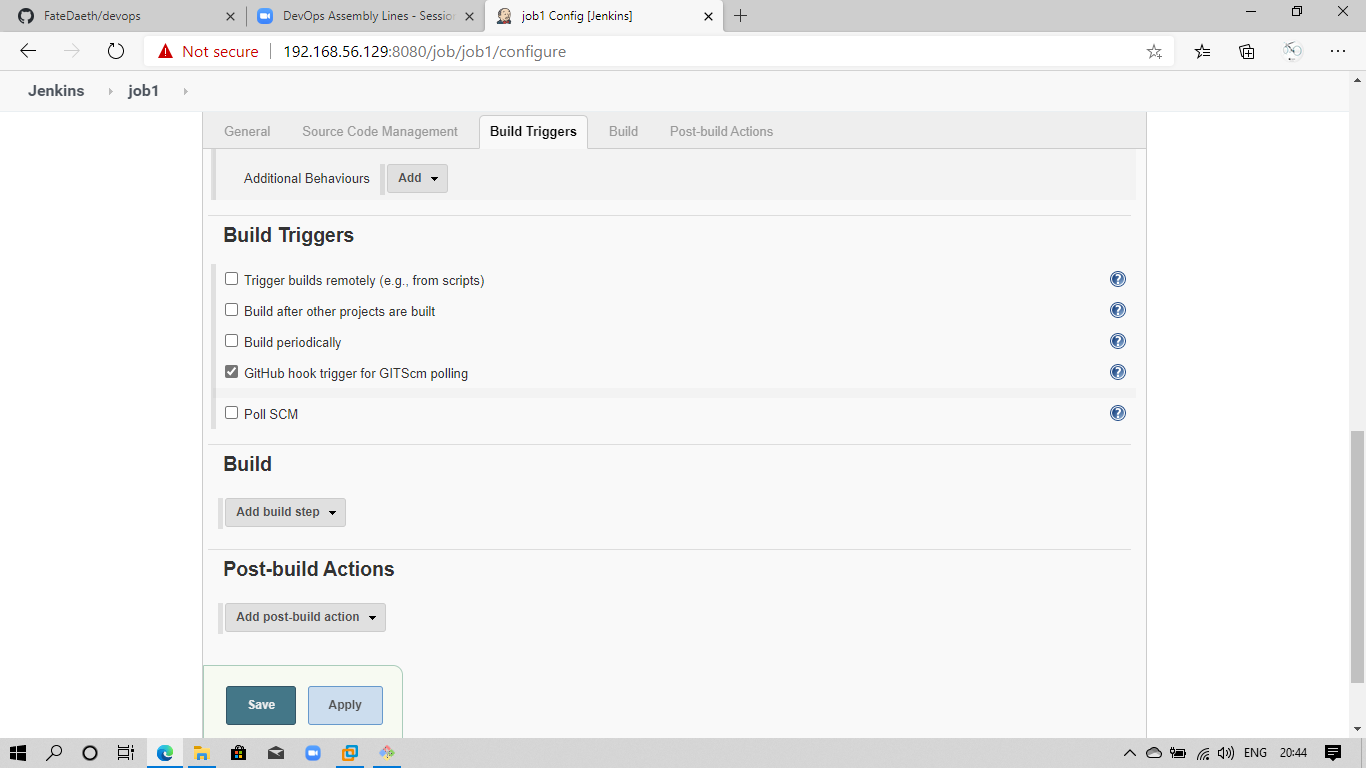 FateDaeth/devops
DevOps Assembly Lines - Session
job1 Config [Jenkins]
Not secure 192.168.56.129:8080/job/job1/configure
Jenkins job1
General Source Code Management Build Triggers Build Post-build Actions
Additional Behaviours Add
Build Triggers
Trigger builds remotely (e.g., from scripts)
Build after other projects are built
Build periodically
GitHub hook trigger for GITScm polling
Poll SCM
Build
Add build step
Post-build Actions
Add post-build action
Save Apply
ENG 20:44